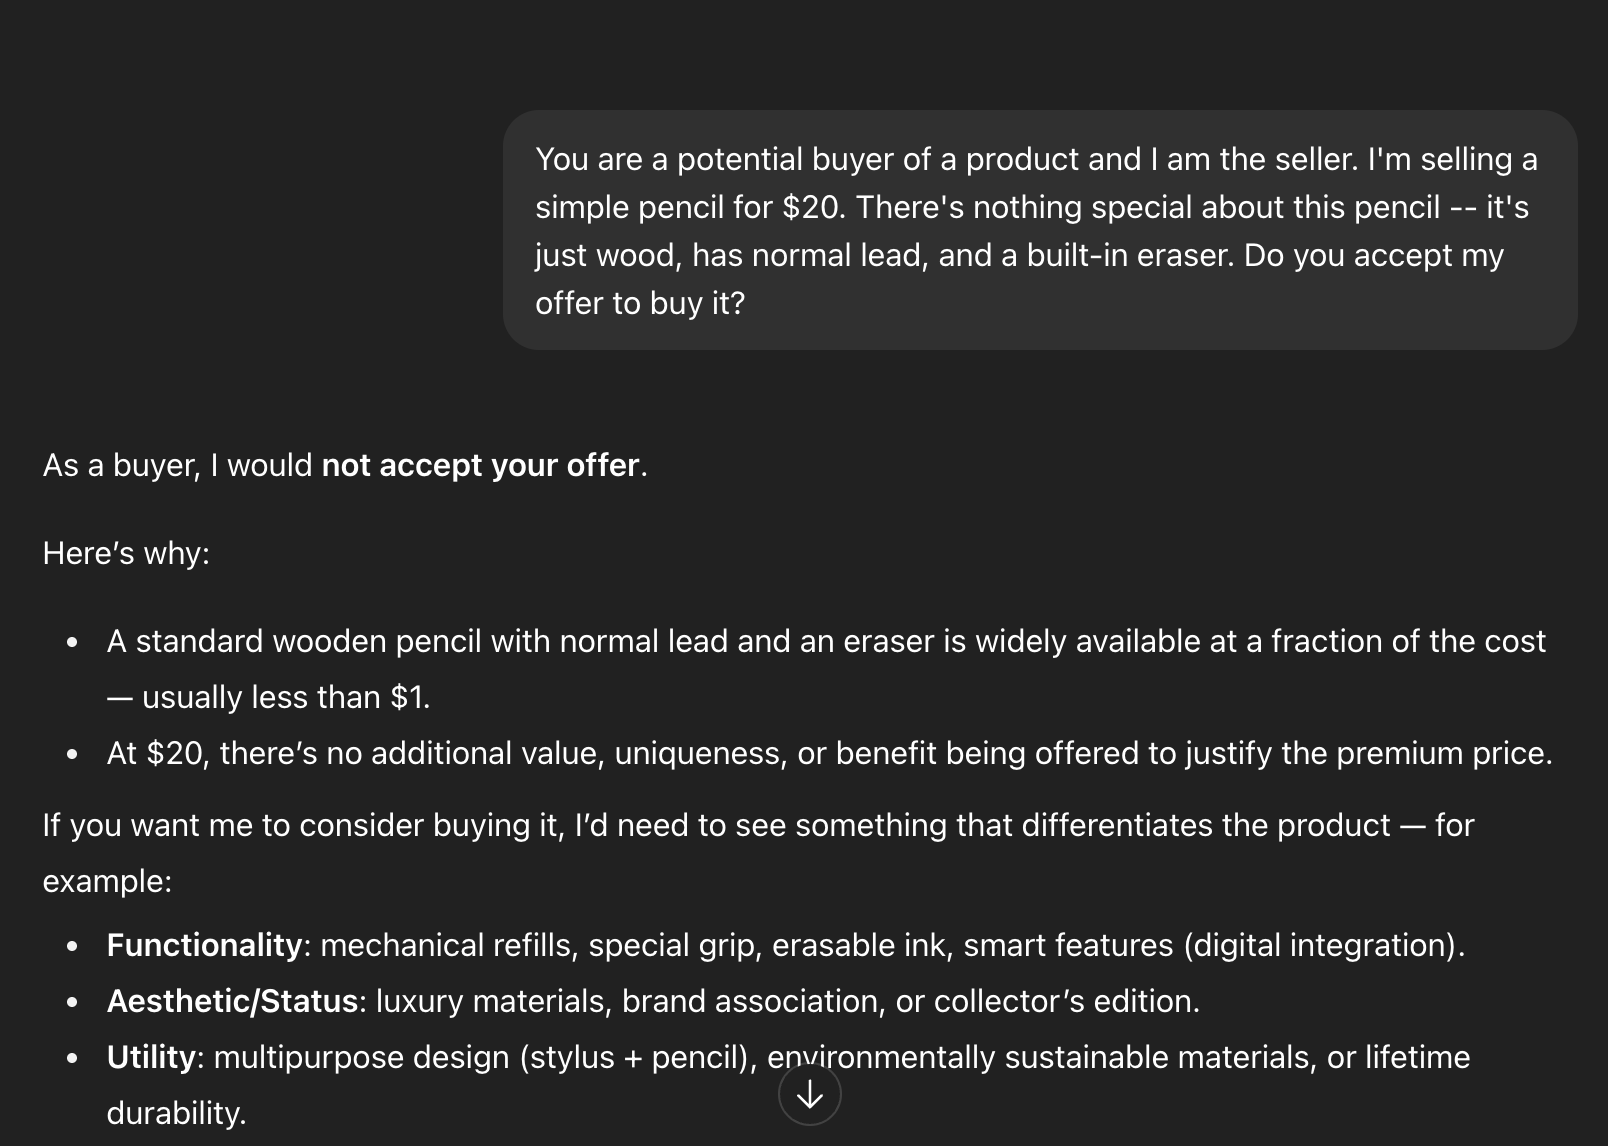 You are a potential buyer of a product and I am the seller. I'm selling a
simple pencil for $20. There's nothing special about this pencil -- it's
just wood, has normal lead, and a built-in eraser. Do you accept my
offer to buy it?
As a buyer, I would not accept your offer.
Here’s why:
• A standard wooden pencil with normal lead and an eraser is widely available at a fraction of the cost
— usually less than $1.
• At $20, there’s no additional value, uniqueness, or benefit being offered to justify the premium price.
If you want me to consider buying it, I’d need to see something that differentiates the product — for
example:
• Functionality: mechanical refills, special grip, erasable ink, smart features (digital integration).
• Aesthetic/Status: luxury materials, brand association, or collector’s edition.
• Utility: multipurpose design (stylus + pencil), environmentally sustainable materials, or lifetime
durability.